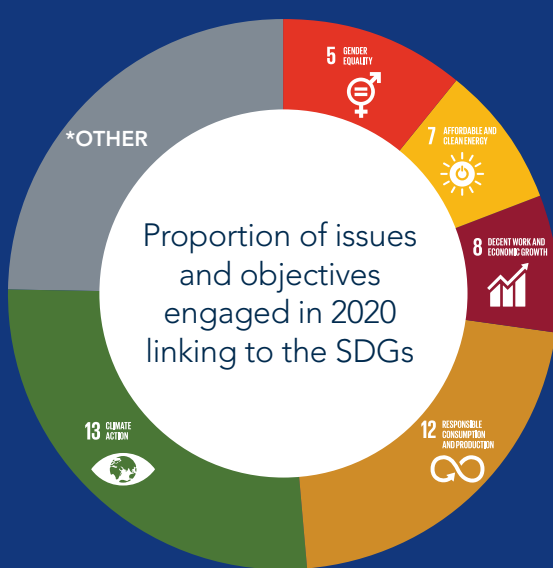 5 GENDER
EQUALITY
*OTHER
7 AFFORDABLE AND
CLEAN ENERGY
Proportion of issues
and objectives
engaged in 2020
linking to the SDGs
8 DECENT WORK AND
ECONOMIC GROWTH
13 CLIMATE
ACTION
12 RESPONSIBLE
CONSUMPTION
AND PRODUCTION